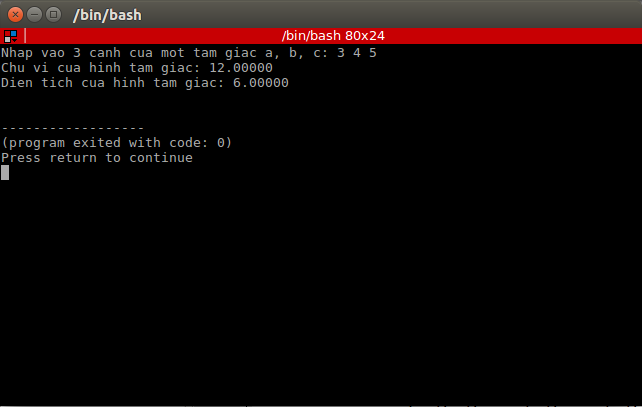 /bin/bash
/bin/bash 80x24
Nhap vao 3 canh cua mot tam giac a, b, c: 3 4 5
Chu vi cua hinh tam giac: 12.00000
Dien tich cua hinh tam giac: 6.00000
------------------
(program exited with code: 0)
Press return to continue